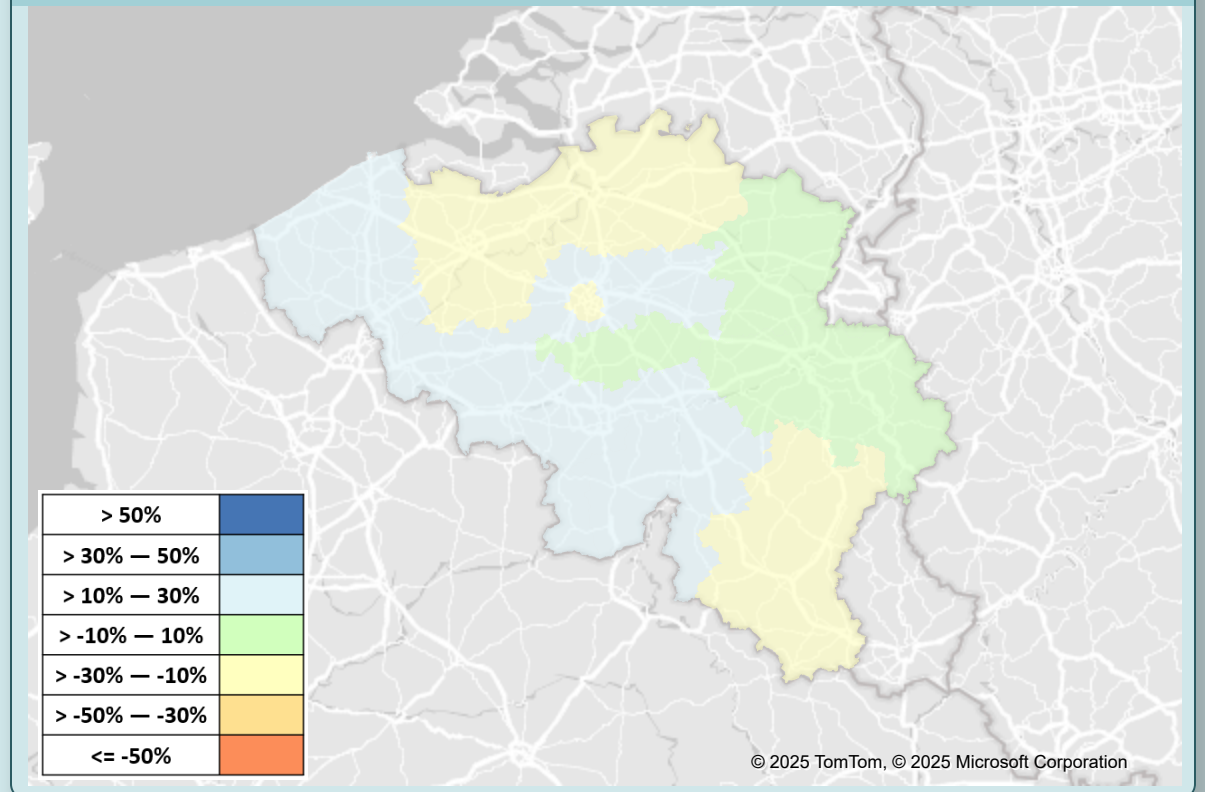 > 50%
> 30% — 50%
> 10% — 30%
> -10% — 10%
> -30% — -10%
> -50% — -30%
<= -50%
© 2025 TomTom, © 2025 Microsoft Corporation